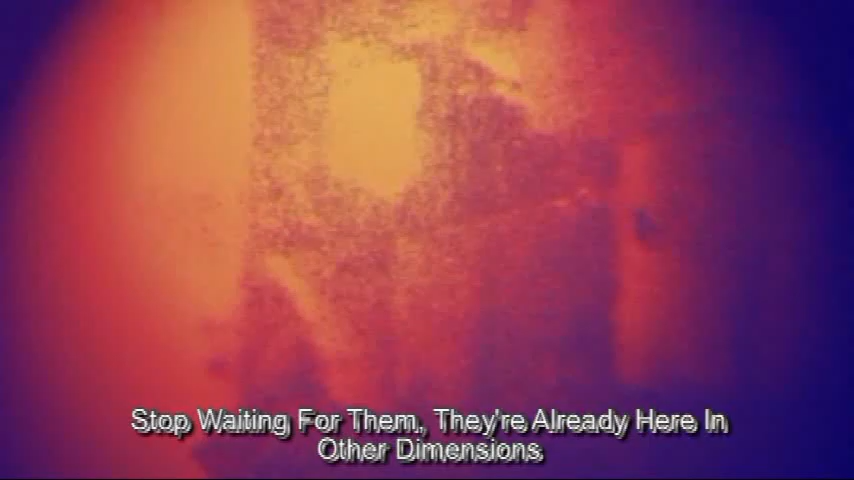 Stop Waiting For Them, They're Already Here In
Other Dimensions